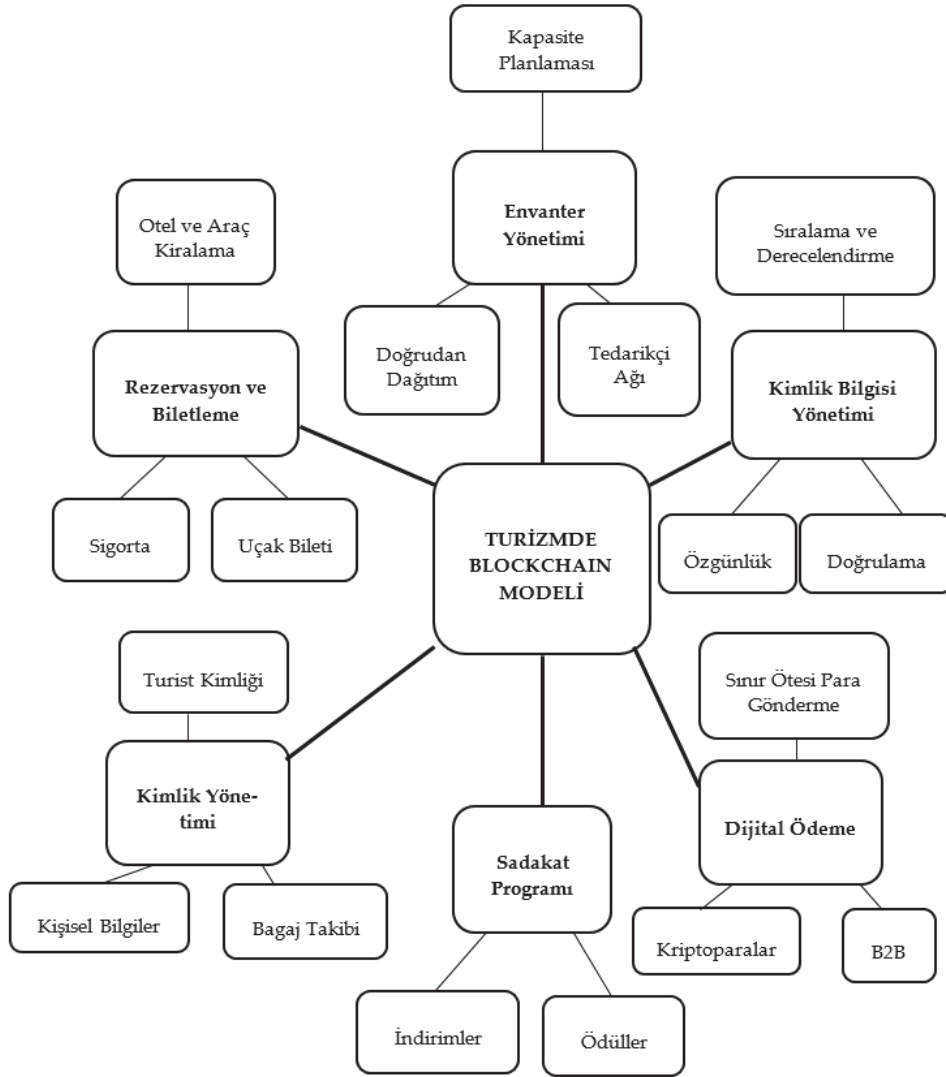 Kapasite
Planlaması
Envanter
Yönetimi
Otel ve Araç
Kiralama
Sıralama ve
Derecelendirme
Doğrudan
Dağıtım
Tedarikçi
Ağı
Rezervasyon ve
Biletleme
Kimlik Bilgisi
Yönetimi
Sigorta
Uçak Bileti
TURİZMDE
BLOCKCHAIN
MODELİ
Özgünlük
Doğrulama
Turist Kimliği
Sınır Ötesi Para
Gönderme
Kimlik Yöne-
timi
Dijital Ödeme
Sadakat
Programı
Kişisel Bilgiler
Bagaj Takibi
Kriptoparalar
B2B
İndirimler
Ödüller